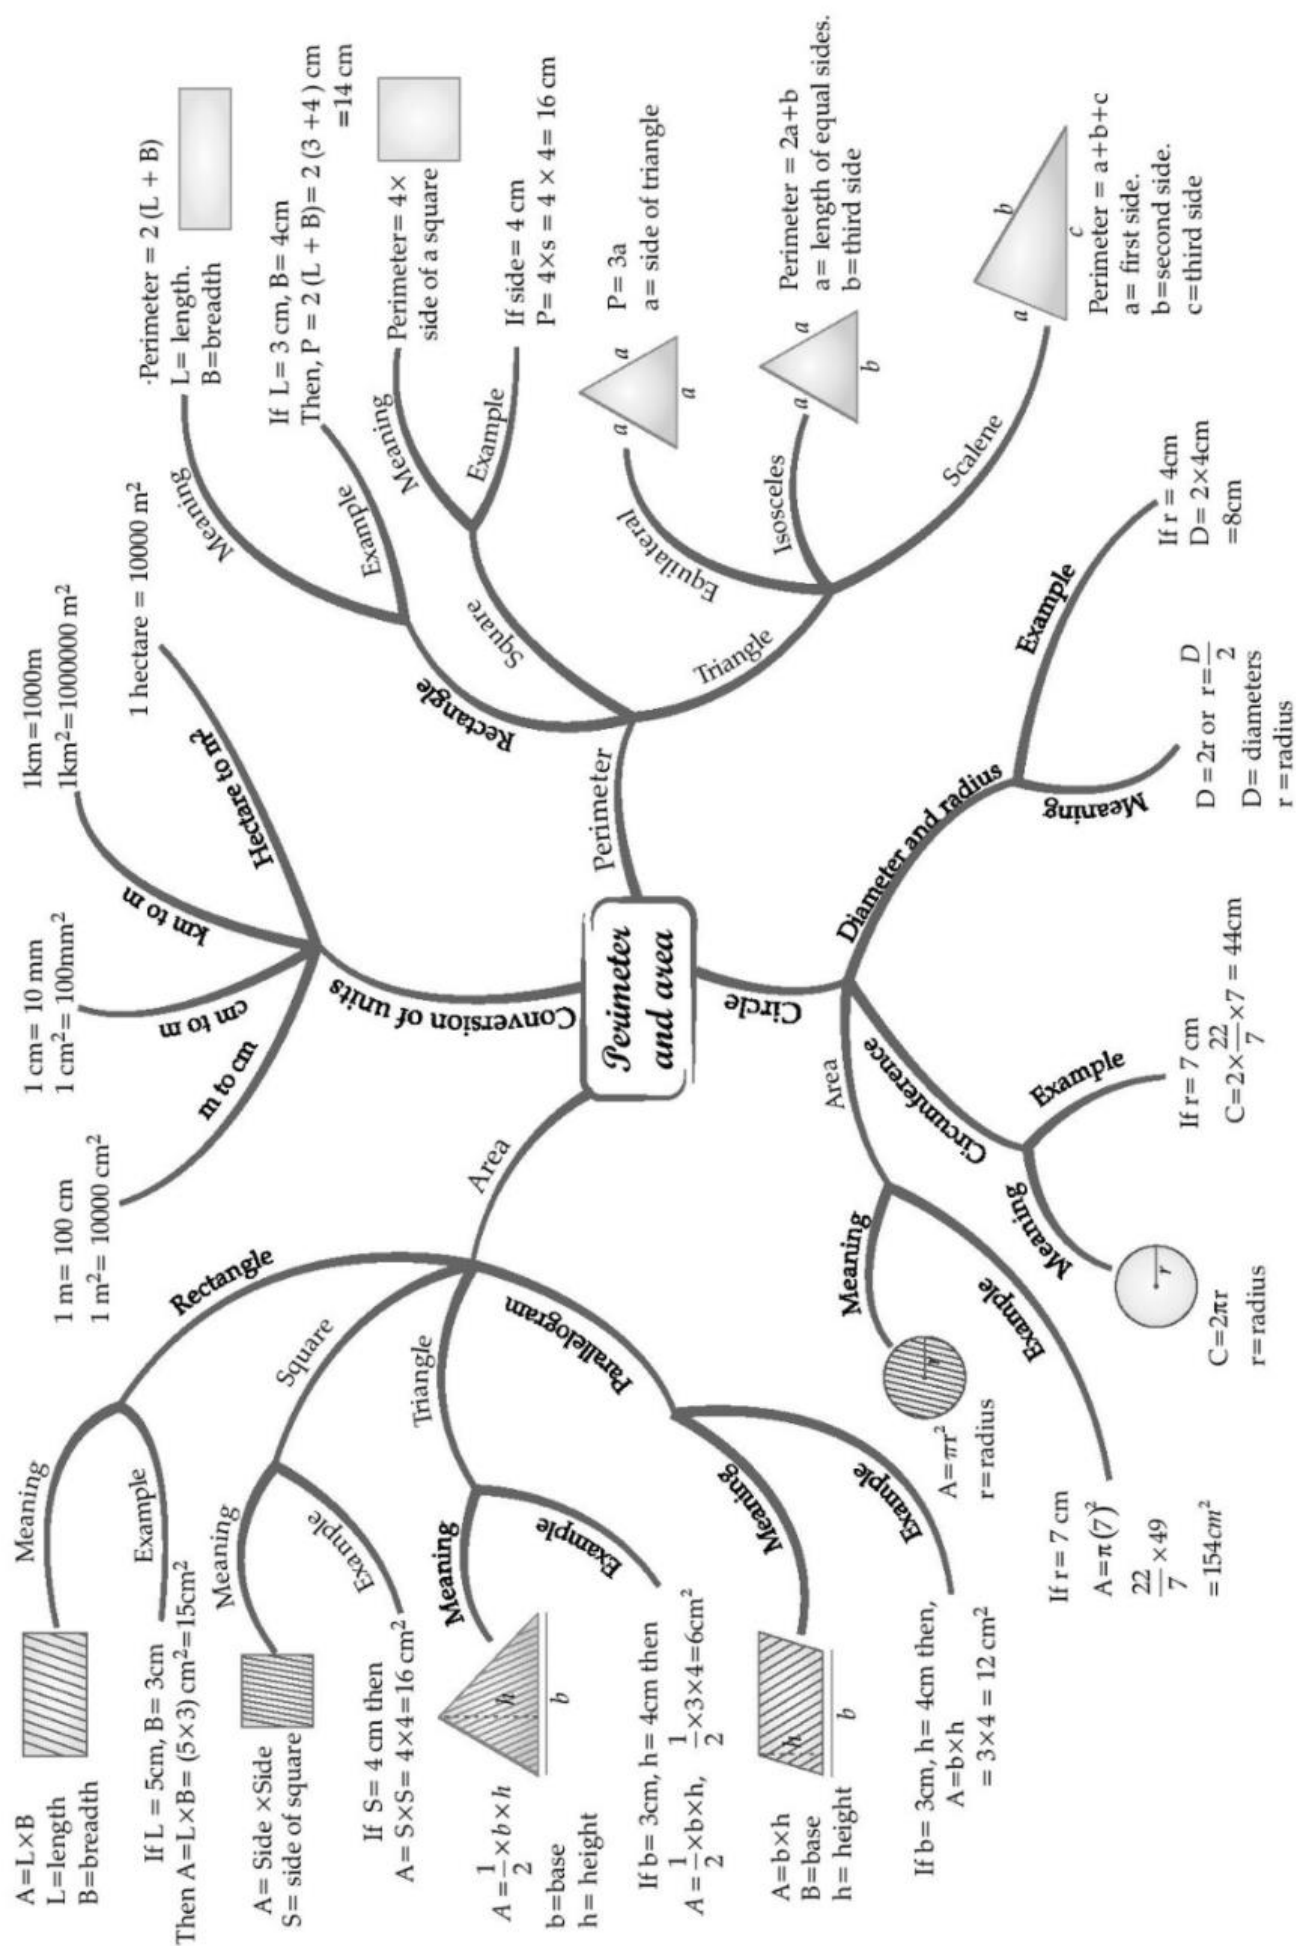 Perimeter
and area
Perimeter
Rectangle
Meaning
·Perimeter = 2 (L + B)
L= length.
B=breadth
Example
If L= 3 cm, B= 4cm
Then, P = 2 (L + B)= 2 (3 +4 ) cm
=14 cm
Square
Meaning
Perimeter= 4×
side of a square
Example
If side= 4 cm
P= 4×s = 4 × 4= 16 cm
Triangle
Equilateral
a
a
a
P= 3a
a= side of triangle
Isosceles
a
a
b
Perimeter = 2a+b
a= length of equal sides.
b=third side
Scalene
a
b
c
Perimeter = a+b+c
a= first side.
b=second side.
c=third side
Circle
Diameter and radius
Example
If r = 4cm
D= 2×4cm
=8cm
Meaning
D=2r or r=D/2
D= diameters
r=radius
Circumference
Example
If r= 7 cm
C=2×22/7×7 = 44cm
Meaning
r
C=2πr
r=radius
Area
Meaning
r
A=πr²
r=radius
Example
If r= 7 cm
A=π(7)²
22/7×49
=154cm²
Area
Parallelogram
Meaning
h
b
A=b×h
B=base
h= height
Example
If b= 3cm, h= 4cm then,
A=b×h
= 3×4 = 12 cm²
Triangle
Meaning
h
b
A=1/2×b×h
b=base
h= height
Example
If b= 3cm, h= 4cm then
A=1/2×b×h, 1/2×3×4=6cm²
Square
Meaning
A= Side ×Side
S= side of square
Example
If S= 4 cm then
A= S×S= 4×4=16 cm²
Rectangle
Meaning
A=L×B
L=length
B=breadth
Example
If L = 5cm, B= 3cm
Then A=L×B= (5×3) cm²=15cm²
Conversion of units
m to cm
1 m= 100 cm
1 m²= 10000 cm²
cm to m
1 cm= 10 mm
1 cm²= 100mm²
km to m
1km=1000m
1km²=1000000 m²
Hectare to m²
1 hectare = 10000 m²